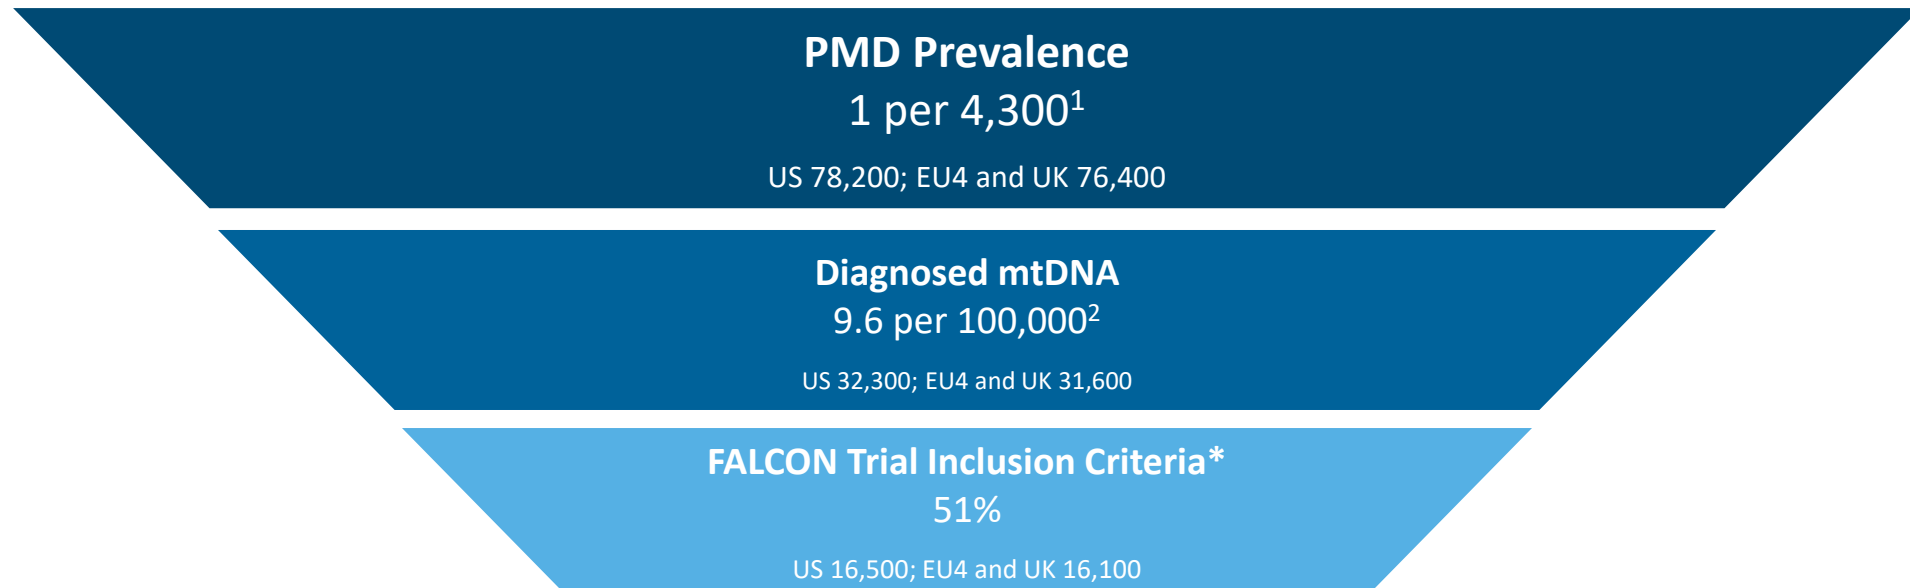 PMD Prevalence
1 per 4,300¹
US 78,200; EU4 and UK 76,400
Diagnosed mtDNA
9.6 per 100,000²
US 32,300; EU4 and UK 31,600
FALCON Trial Inclusion Criteria*
51%
US 16,500; EU4 and UK 16,100